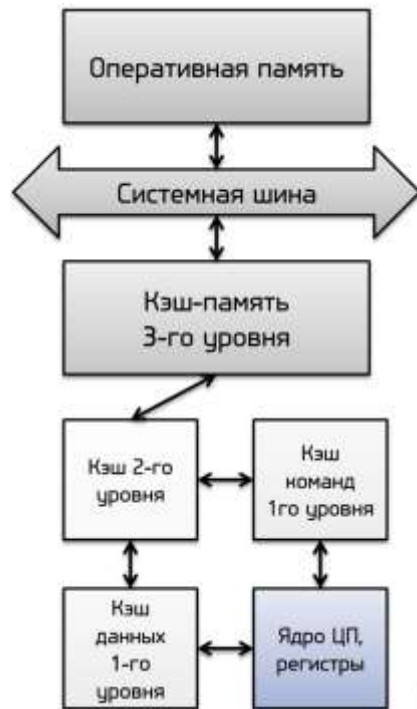 Оперативная память
Системная шина
Кэш-память
3-го уровня
Кэш 2-го
уровня
Кэш
команд
1го уровня
Кэш
данных
1-го
уровня
Ядро ЦП,
регистры